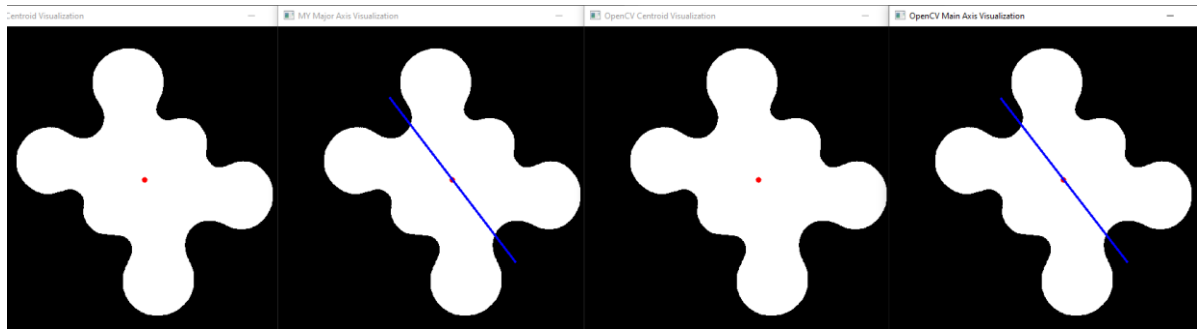 Centroid Visualization
MY Major Axis Visualization
OpenCV Centroid Visualization
OpenCV Main Axis Visualization